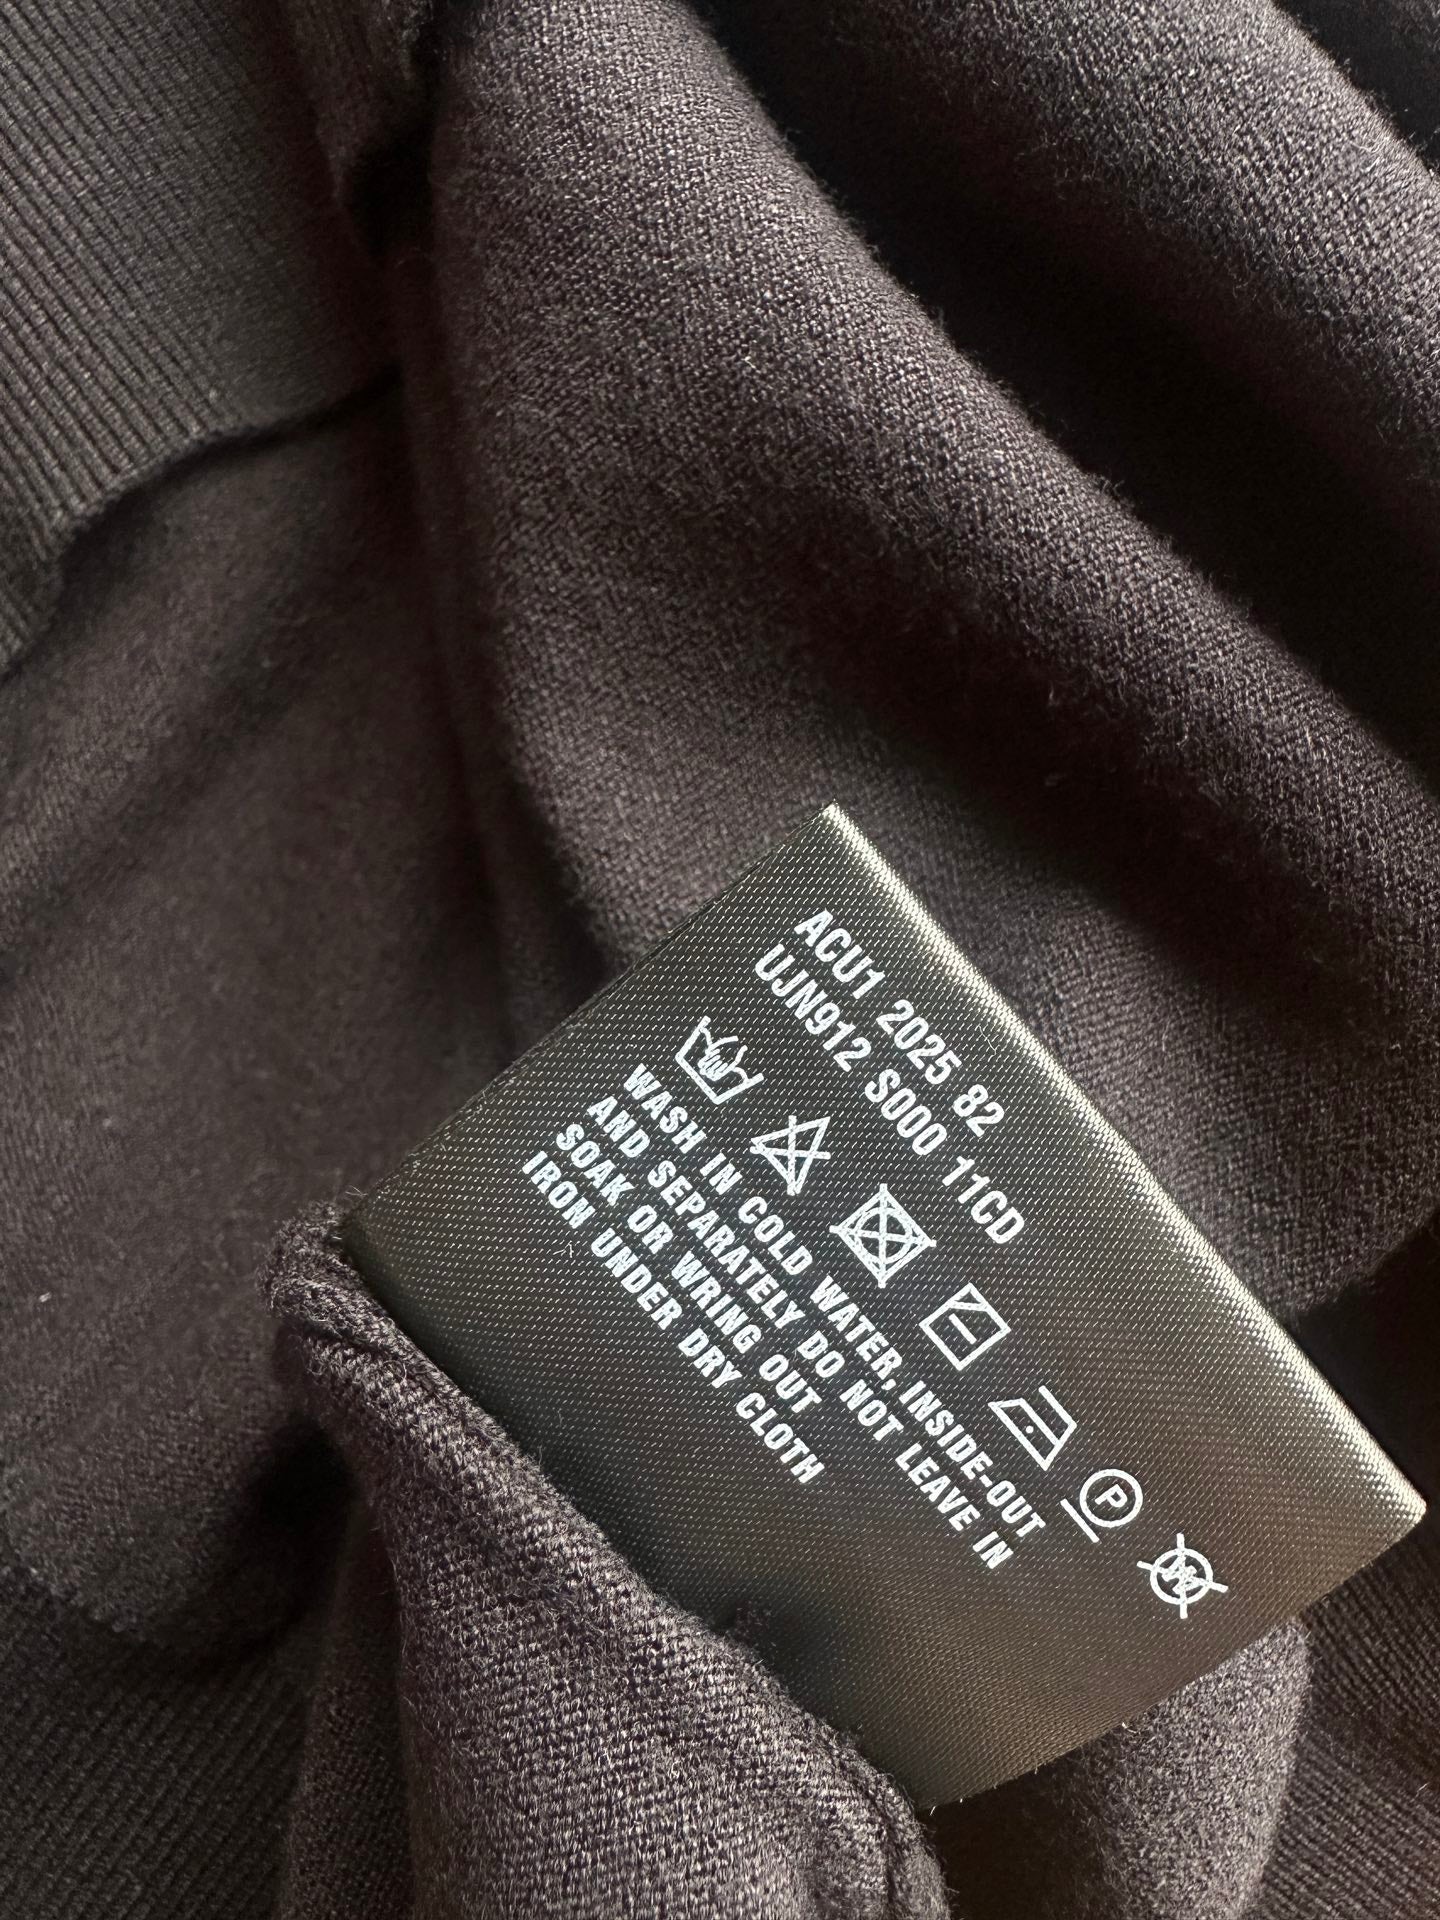 ACU1 2025 82
UJN912 S000 11CD
P
W
WASH IN COLD WATER, INSIDE-OUT
AND SEPARATELY DO NOT LEAVE IN
SOAK OR WRING OUT
IRON UNDER DRY CLOTH